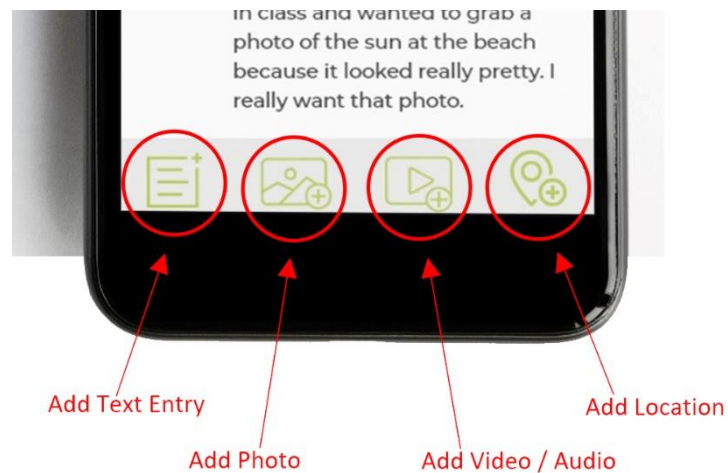 in class and wanted to grab a
photo of the sun at the beach
because it looked really pretty. I
really want that photo.
Add Text Entry
Add Location
Add Photo
Add Video / Audio